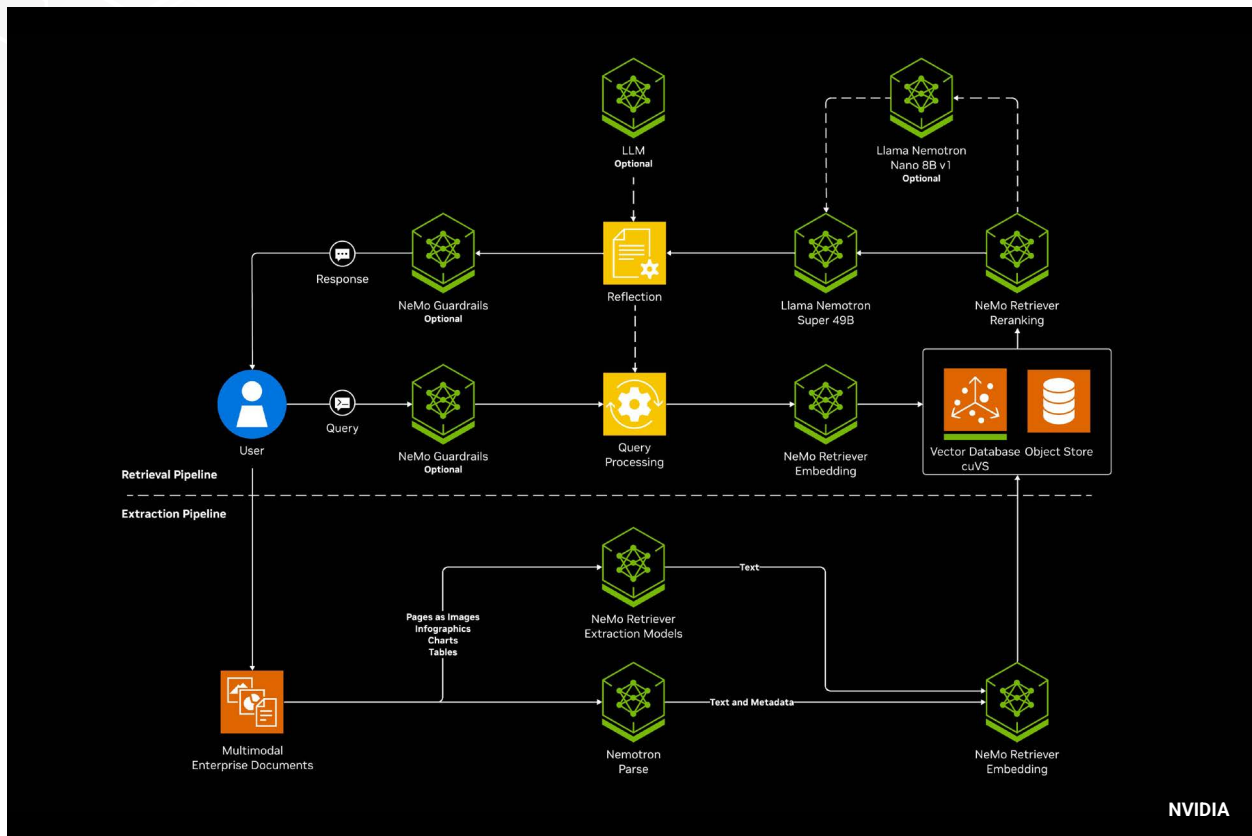 LLM
Optional
Llama Nemotron
Nano 8B v1
Optional
Response
NeMo Guardrails
Optional
Reflection
Llama Nemotron
Super 49B
NeMo Retriever
Reranking
User
Query
NeMo Guardrails
Optional
Query
Processing
NeMo Retriever
Embedding
Vector Database
cuVS
Object Store
Retrieval Pipeline
Extraction Pipeline
Pages as Images
Infographics
Charts
Tables
NeMo Retriever
Extraction Models
Text
Multimodal
Enterprise Documents
Nemotron
Parse
Text and Metadata
NeMo Retriever
Embedding
NVIDIA